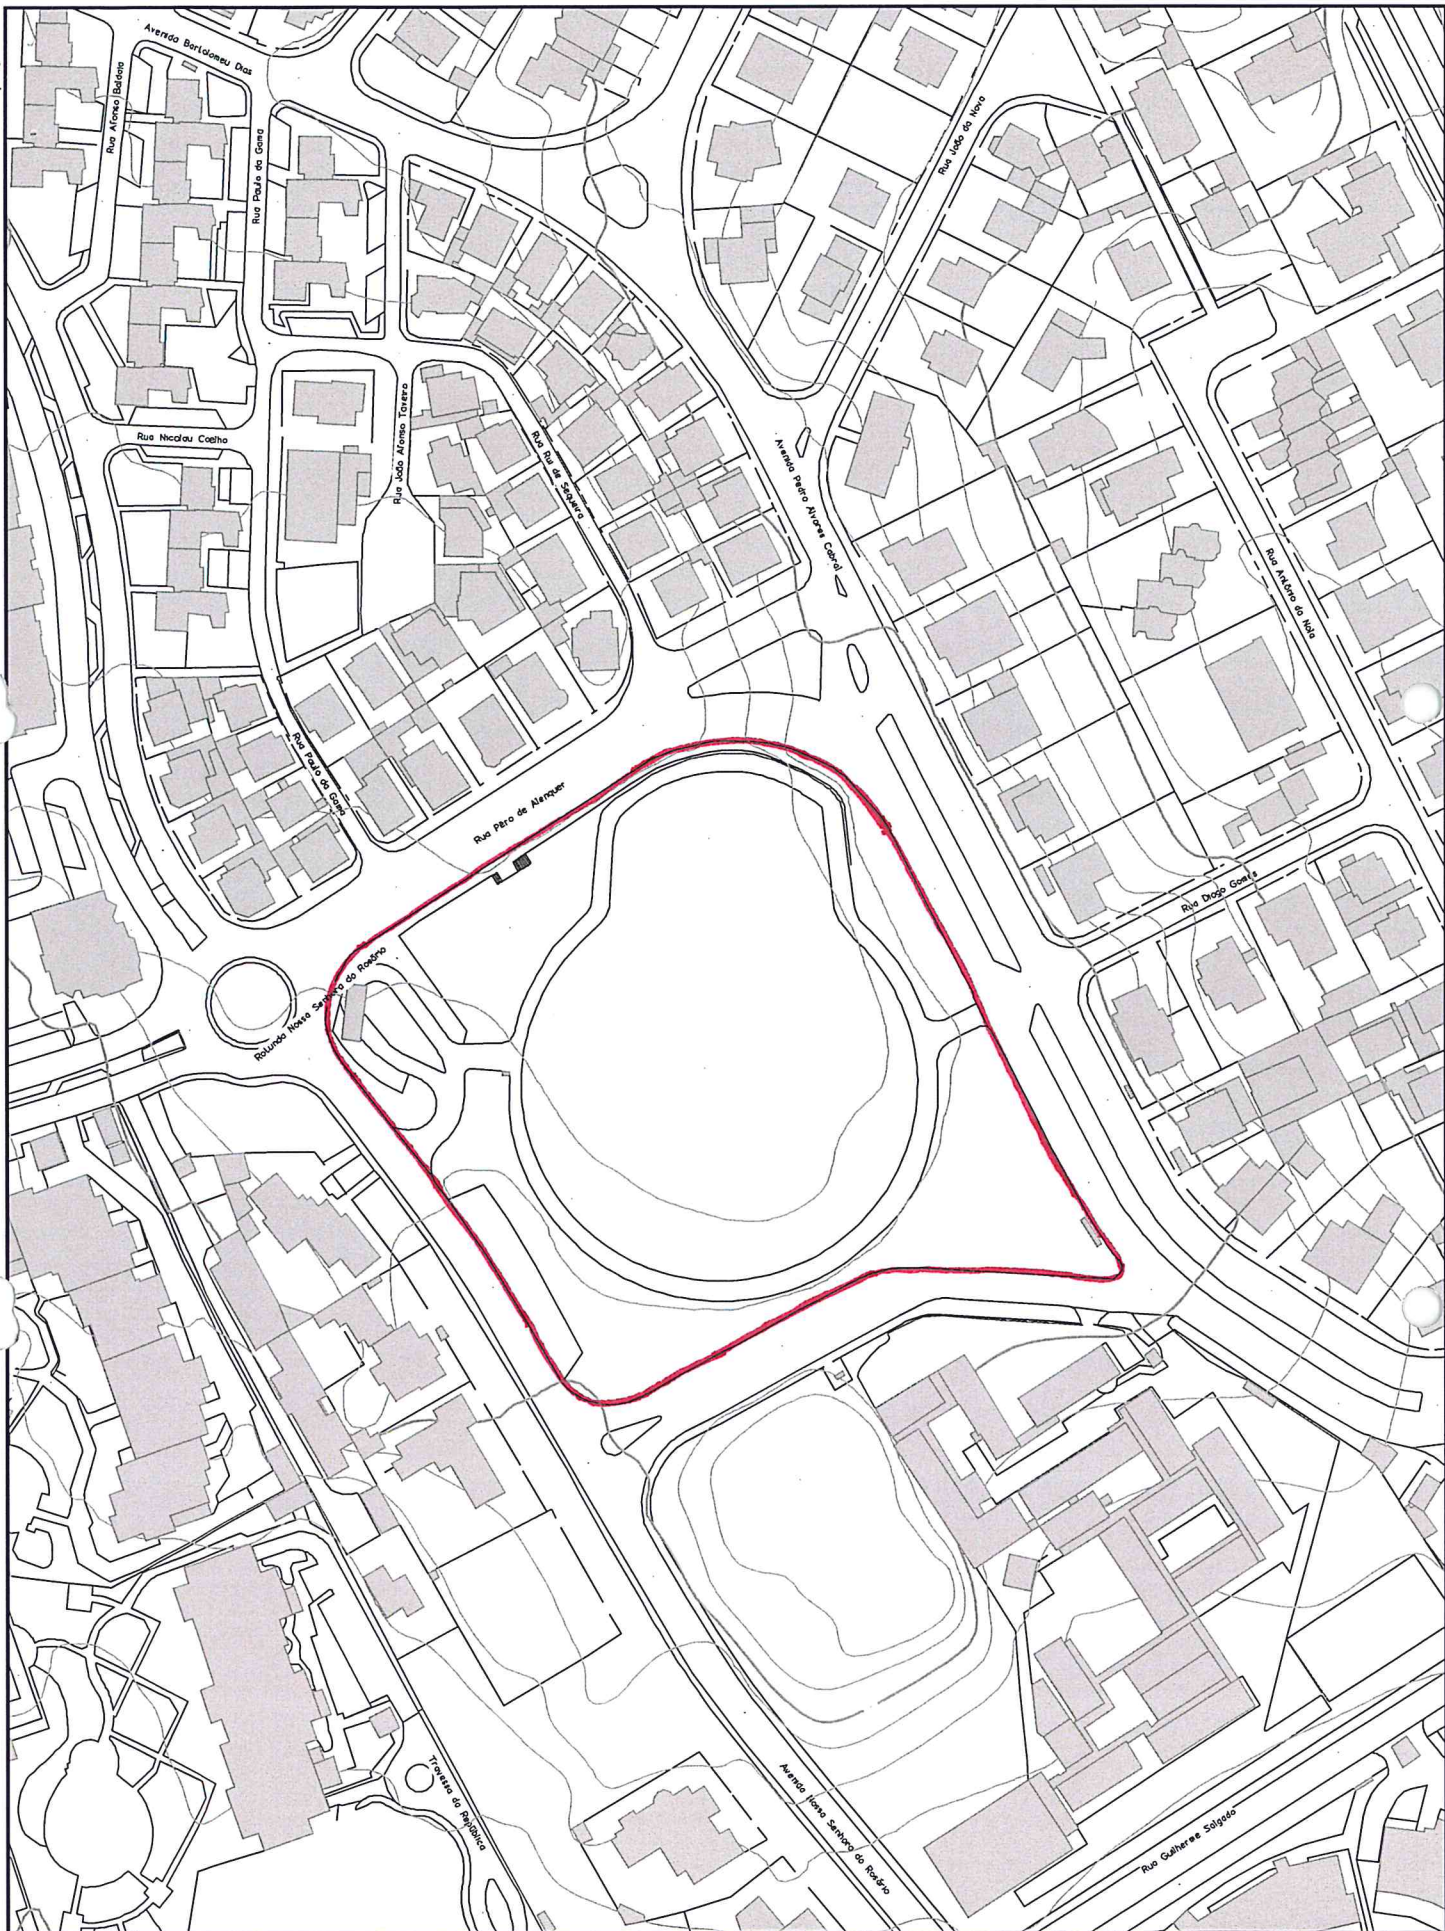 Avenida Bartolomeu Dias
Rua Afonso Baldaia
Rua Paulo da Gama
Rua João da Nova
Rua Nicolau Coelho
Rua João Afonso Taveiro
Rua Rui de Sequeira
Avenida Pedro Alvares Cabral
Rua António da Nola
Rua Paulo da Gama
Rua Pêro de Alenquer
Rua Diogo Gomes
Rotunda Nossa Senhora do Rosário
Travessa da República
Avenida Nossa Senhora do Rosário
Rua Guilherme Salgado